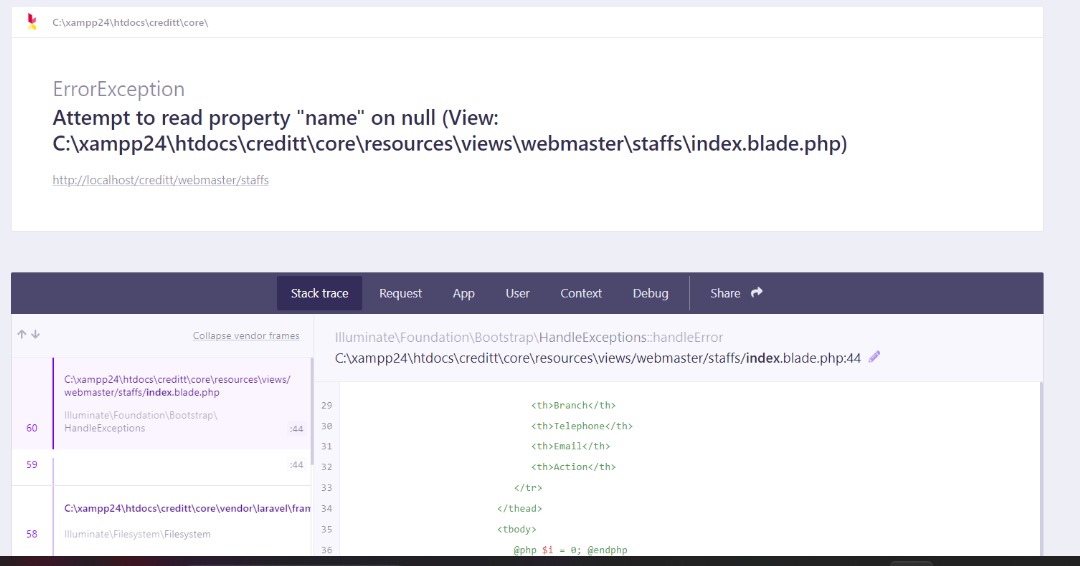 C:\xampp24\htdocs\creditt\core\
ErrorException
Attempt to read property "name" on null (View:
C:\xampp24\htdocs\creditt\core\resources\views\webmaster\staffs\index.blade.php)
http://localhost/creditt/webmaster/staffs
Stack trace Request App User Context Debug Share
Collapse vendor frames
C:\xampp24\htdocs\creditt\core\resources\views/
webmaster/staffs/index.blade.php
Illuminate\Foundation\Bootstrap\
60 HandleExceptions :44
59 :44
C:\xampp24\htdocs\creditt\core\vendor\laravel\fram
58 Illuminate\Filesystem\Filesystem
Illuminate\Foundation\Bootstrap\HandleExceptions::handleError
C:\xampp24\htdocs\creditt\core\resources\views/webmaster/staffs/index.blade.php:44
29 <th>Branch</th>
30 <th>Telephone</th>
31 <th>Email</th>
32 <th>Action</th>
33 </tr>
34 </thead>
35 <tbody>
36 @php $i = 0; @endphp